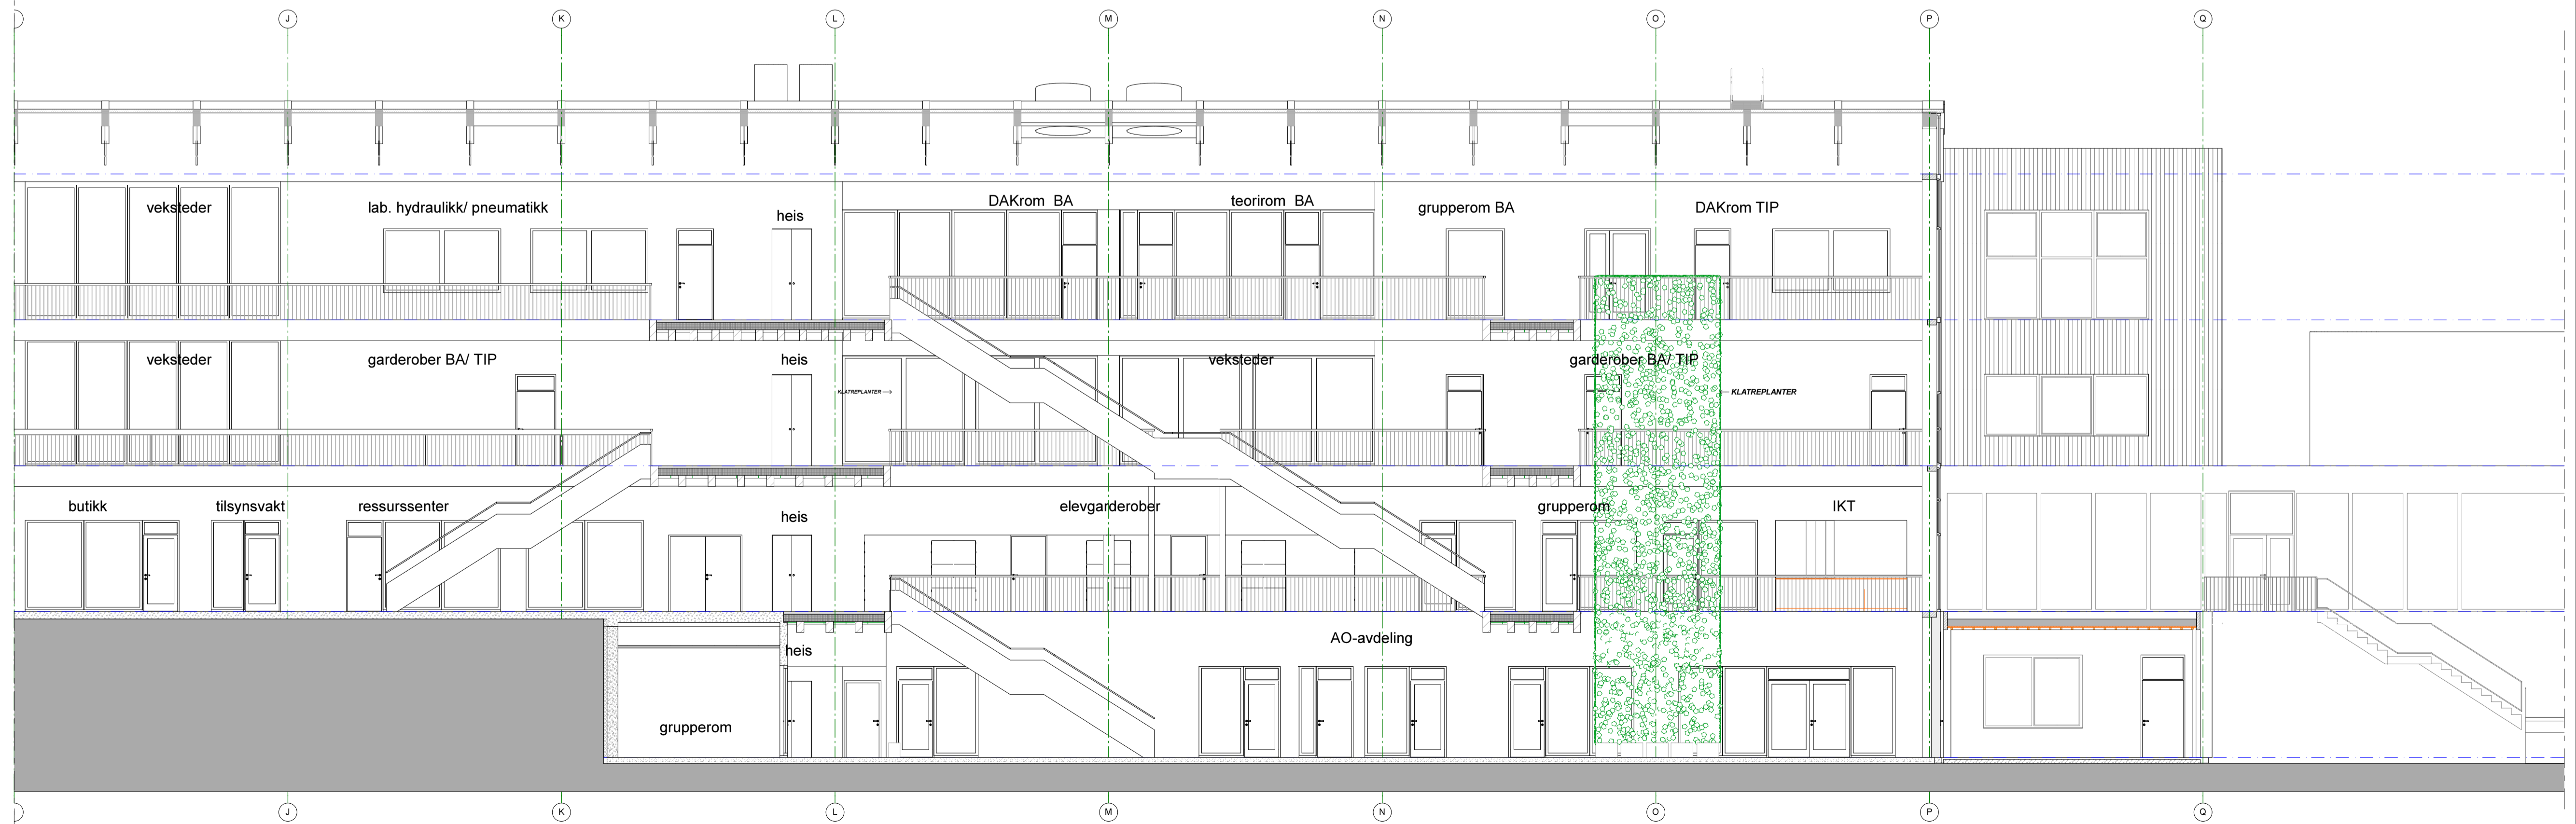 J K L M N O P Q
DAKrom BA teorirom BA
veksteder lab. hydraulikk/ pneumatikk grupperom BA DAKrom TIP
heis
veksteder garderober BA/ TIP heis veksteder garderober BA/ TIP
KLATREPLANTER KLATREPLANTER
butikk tilsynsvakt ressurssenter elevgarderober grupperom IKT
heis
AO-avdeling
heis
grupperom
J K L M N O P Q